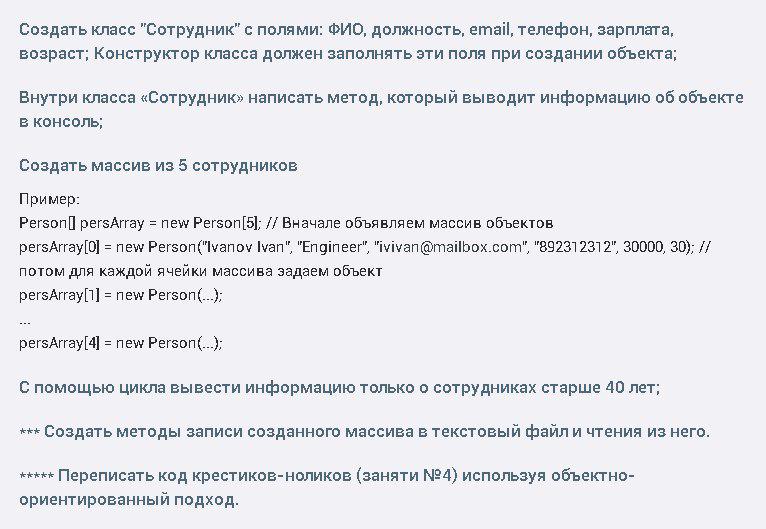 Создать класс "Сотрудник" с полями: ФИО, должность, email, телефон, зарплата,
возраст; Конструктор класса должен заполнять эти поля при создании объекта;
Внутри класса «Сотрудник» написать метод, который выводит информацию об объекте
в консоль;
Создать массив из 5 сотрудников
Пример:
Person[] persArray = new Person[5]; // Вначале объявляем массив объектов
persArray[0] = new Person("Ivanov Ivan", "Engineer", "ivivan@mailbox.com", "892312312", 30000, 30); //
потом для каждой ячейки массива задаем объект
persArray[1] = new Person(...);
...
persArray[4] = new Person(...);
С помощью цикла вывести информацию только о сотрудниках старше 40 лет;
*** Создать методы записи созданного массива в текстовый файл и чтения из него.
***** Переписать код крестиков-ноликов (заняти №4) используя объектно-
ориентированный подход.